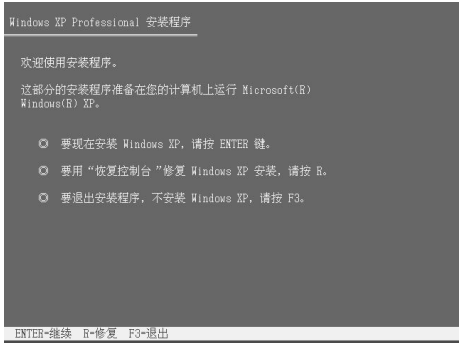 Windows XP Professional 安装程序
欢迎使用安装程序。
这部分的安装程序准备在您的计算机上运行 Microsoft(R)
Windows(R) XP。
◎ 要现在安装 Windows XP, 请按 ENTER 键。
◎ 要用“恢复控制台”修复 Windows XP 安装, 请按 R。
◎ 要退出安装程序, 不安装 Windows XP, 请按 F3。
ENTER=继续 R=修复 F3=退出